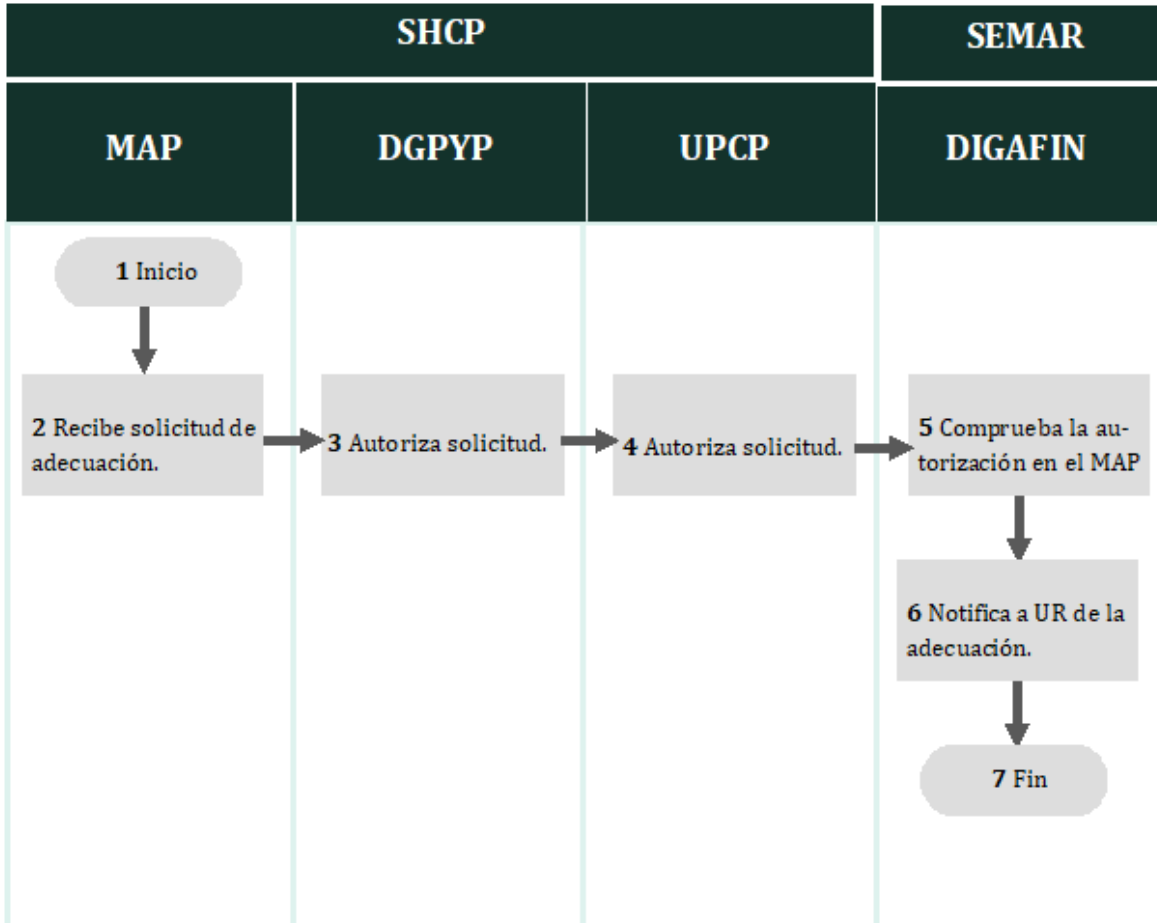 SHCP
SEMAR
MAP
DGPYP
UPCP
DIGAFIN
1 Inicio
2 Recibe solicitud de
adecuación.
3 Autoriza solicitud.
4 Autoriza solicitud.
5 Comprueba la au-
torización en el MAP
6 Notifica a UR de la
adecuación.
7 Fin